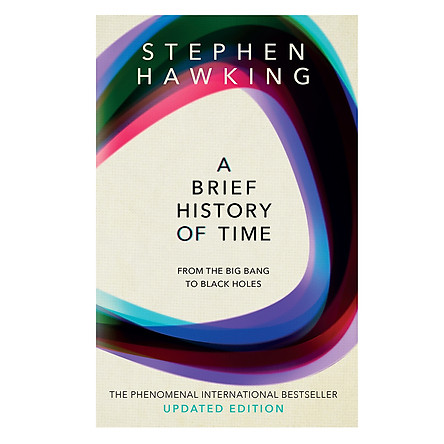 STEPHEN
HAWKING
A
BRIEF
HISTORY
OF TIME
FROM THE BIG BANG
TO BLACK HOLES
THE PHENOMENAL INTERNATIONAL BESTSELLER
UPDATED EDITION